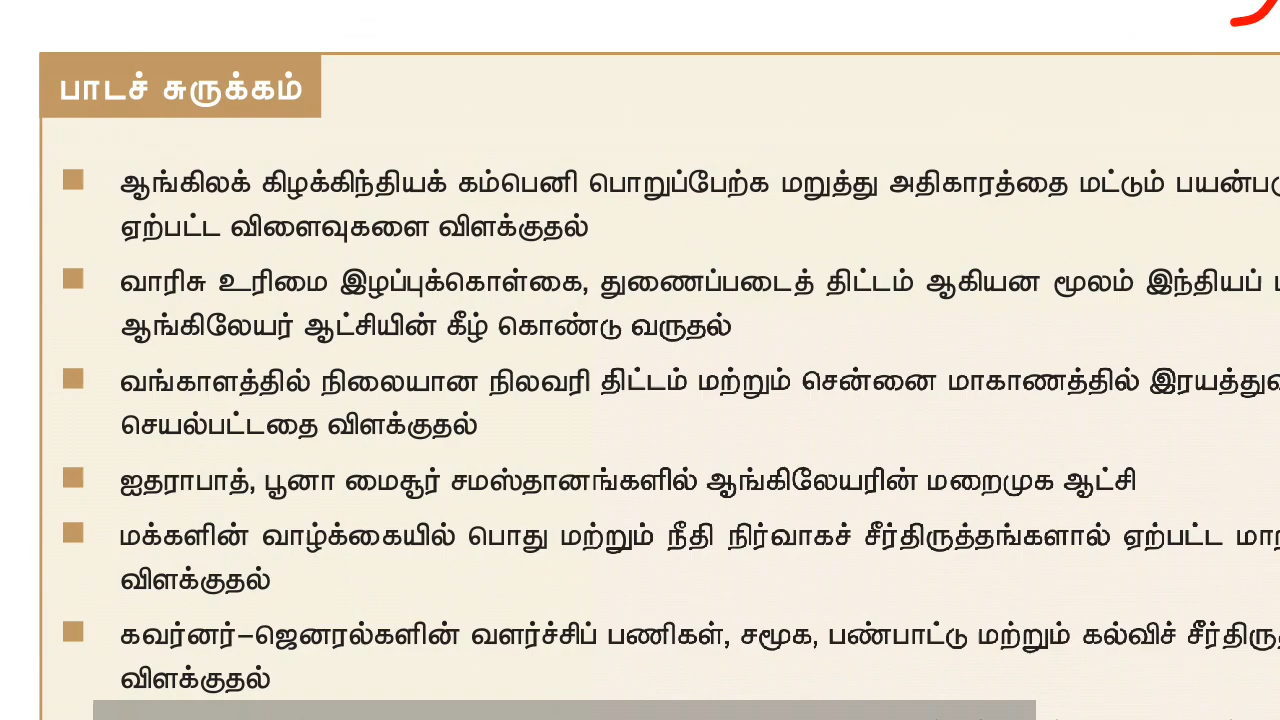 பாடச் சுருக்கம்
ஆங்கிலக் கிழக்கிந்தியக் கம்பெனி பொறுப்பேற்க மறுத்து அதிகாரத்தை மட்டும்
ஏற்பட்ட விளைவுகளை விளக்குதல்
வாரிசு உரிமை இழப்புக்கொள்கை, துணைப்படைத் திட்டம் ஆகியன மூலம் இந்தியப்
ஆங்கிலேயர் ஆட்சியின் கீழ் கொண்டு வருதல்
வங்காளத்தில் நிலையான நிலவரி திட்டம் மற்றும் சென்னை மாகாணத்தில்
செயல்பட்டதை விளக்குதல்
ஐதராபாத், பூனா மைசூர் சமஸ்தானங்களில் ஆங்கிலேயரின் மறைமுக ஆட்சி
மக்களின் வாழ்க்கையில் பொது மற்றும் நீதி நிர்வாகச் சீர்திருத்தங்களால் ஏற்பட்ட
விளக்குதல்
கவர்னர்–ஜெனரல்களின் வளர்ச்சிப் பணிகள், சமூக, பண்பாட்டு மற்றும் கல்விச்
விளக்குதல்